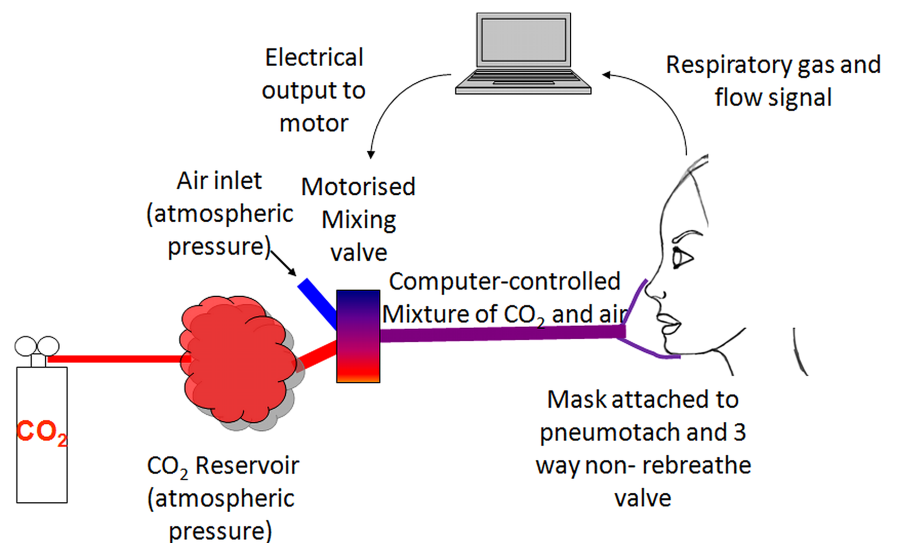 Electrical
output to
motor
Respiratory gas and
flow signal
Air inlet
(atmospheric
pressure)
Motorised
Mixing
valve
Computer-controlled
Mixture of CO₂ and air
CO₂
CO₂ Reservoir
(atmospheric
pressure)
Mask attached to
pneumotach and 3
way non- rebreathe
valve